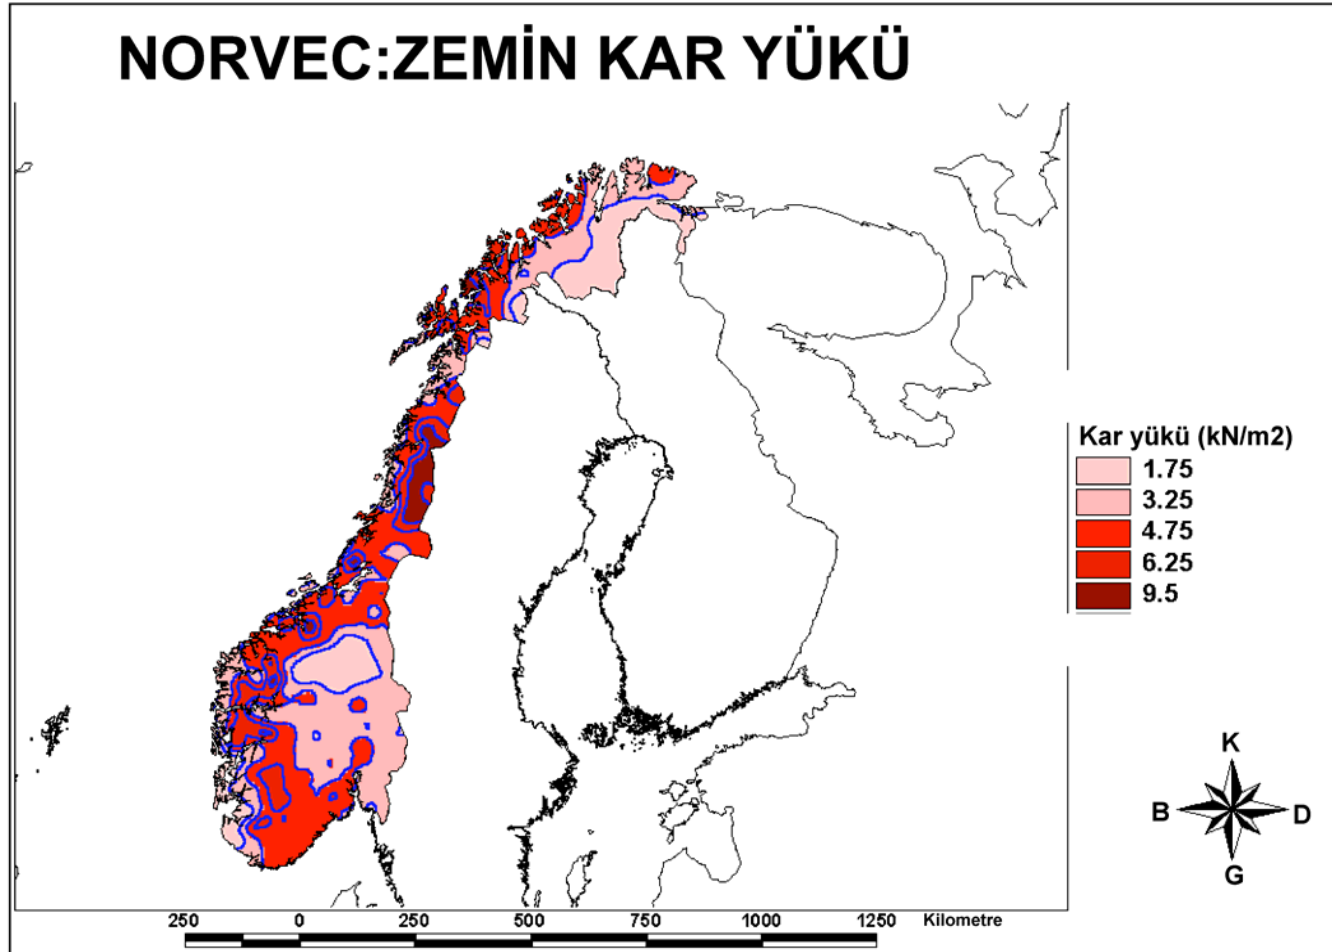 NORVEC:ZEMİN KAR YÜKÜ
Kar yükü (kN/m2)
1.75
3.25
4.75
6.25
9.5
K
B D
G
250 0 250 500 750 1000 1250 Kilometre